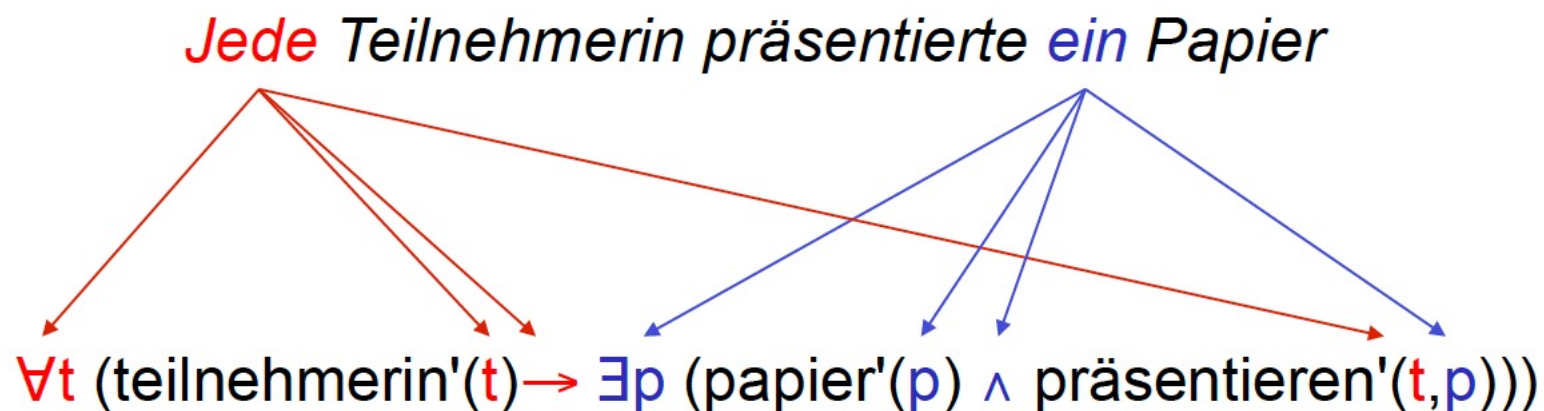 Jede Teilnehmerin präsentierte ein Papier
∀t (teilnehmerin'(t)→ ∃p (papier'(p) ∧ präsentieren'(t,p)))